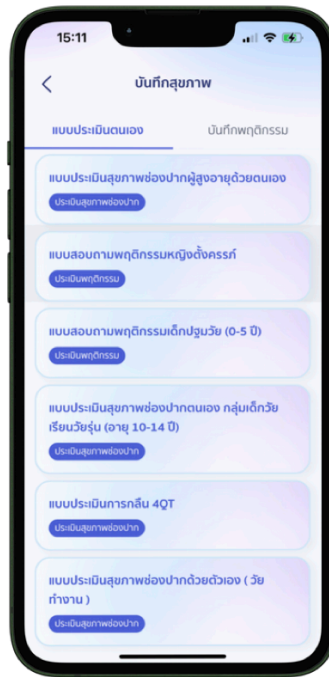 15:11
บันทึกสุขภาพ
แบบประเมินตนเอง
บันทึกพฤติกรรม
แบบประเมินสุขภาพช่องปากผู้สูงอายุด้วยตนเอง
ประเมินสุขภาพช่องปาก
แบบสอบถามพฤติกรรมหญิงตั้งครรภ์
ประเมินพฤติกรรม
แบบสอบถามพฤติกรรมเด็กปฐมวัย (0-5 ปี)
ประเมินพฤติกรรม
แบบประเมินสุขภาพช่องปากตนเอง กลุ่มเด็กวัย
เรียนวัยรุ่น (อายุ 10-14 ปี)
ประเมินสุขภาพช่องปาก
แบบประเมินการกลืน 4QT
ประเมินสุขภาพช่องปาก
แบบประเมินสุขภาพช่องปากด้วยตัวเอง ( วัย
ทำงาน )
ประเมินสุขภาพช่องปาก